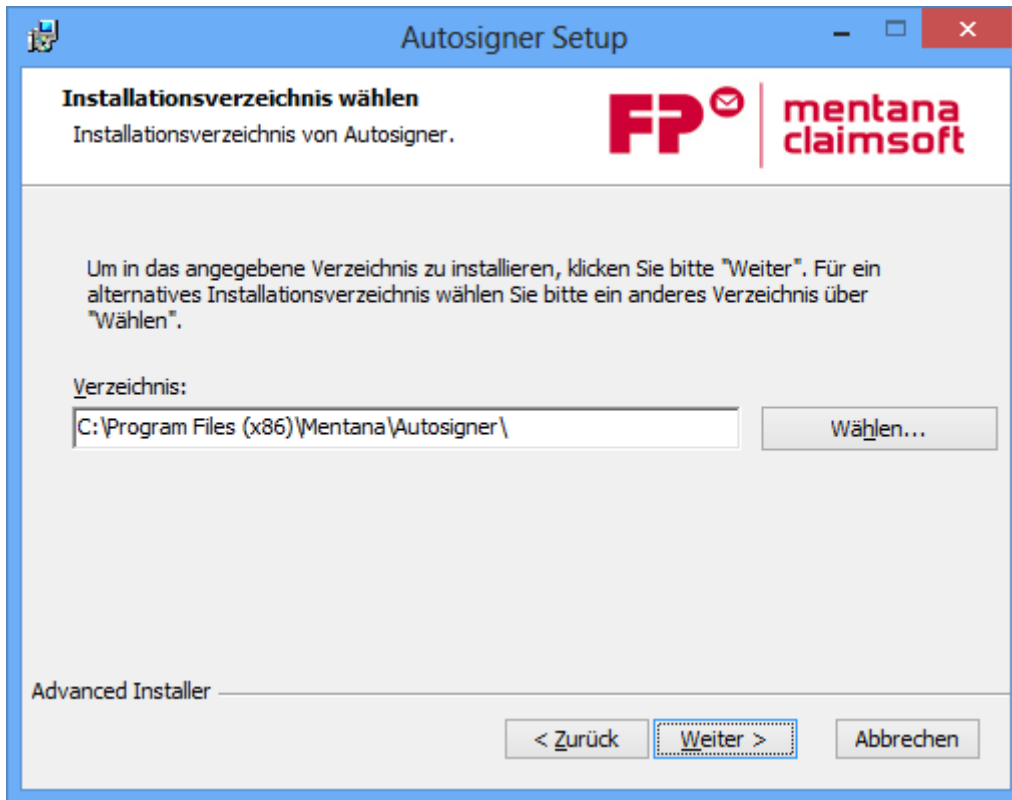 Autosigner Setup
Installationsverzeichnis wählen
Installationsverzeichnis von Autosigner.
FP
mentana
claimsoft
Um in das angegebene Verzeichnis zu installieren, klicken Sie bitte "Weiter". Für ein
alternatives Installationsverzeichnis wählen Sie bitte ein anderes Verzeichnis über
"Wählen".
Verzeichnis:
C:\Program Files (x86)\Mentana\Autosigner\
Wählen...
Advanced Installer
< Zurück
Weiter >
Abbrechen